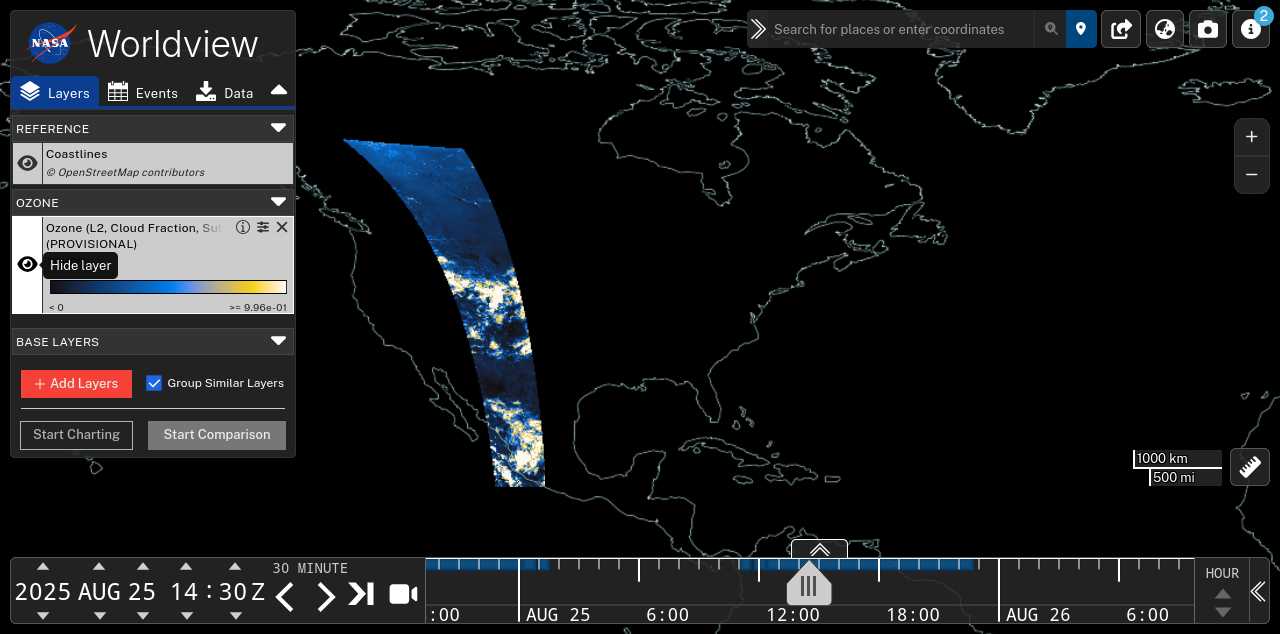 NASA
Worldview
Layers
Events
Data
REFERENCE
Coastlines
© OpenStreetMap contributors
OZONE
Ozone (L2, Cloud Fraction,
(PROVISIONAL)
Hide layer
< 0
>= 9.96e-01
BASE LAYERS
+ Add Layers
Group Similar Layers
Start Charting
Start Comparison
Search for places or enter coordinates
2
+
−
1000 km
500 mi
2025 AUG 25 14 : 30 Z
30 MINUTE
:00 AUG 25 6:00 12:00 18:00 AUG 26 6:00
HOUR